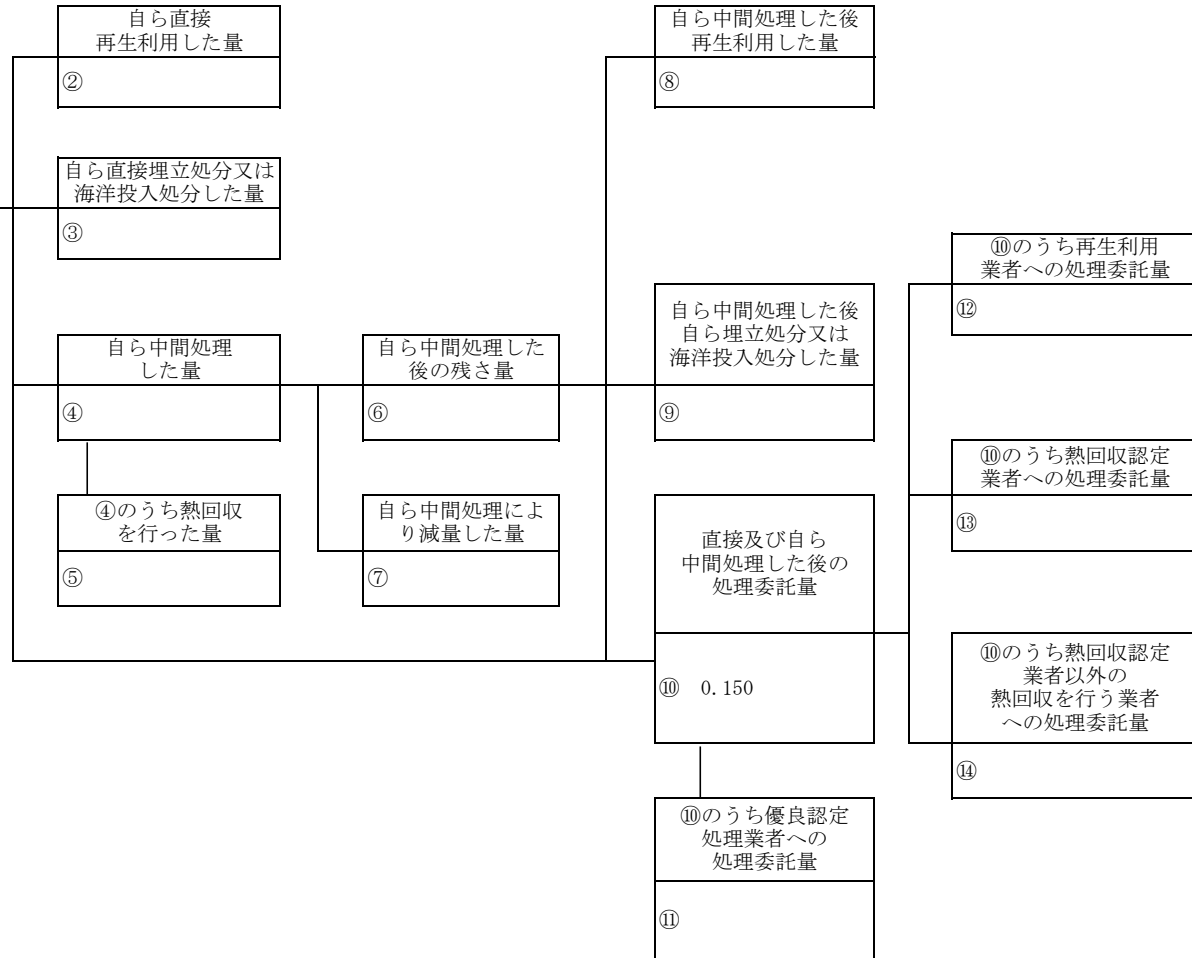 自ら直接
再生利用した量
②
自ら直接埋立処分又は
海洋投入処分した量
③
自ら中間処理
した量
④
④のうち熱回収
を行った量
⑤
自ら中間処理した
後の残さ量
⑥
自ら中間処理によ
り減量した量
⑦
自ら中間処理した後
再生利用した量
⑧
自ら中間処理した後
自ら埋立処分又は
海洋投入処分した量
⑨
直接及び自ら
中間処理した後の
処理委託量
⑩ 0.150
⑩のうち優良認定
処理業者への
処理委託量
⑪
⑩のうち再生利用
業者への処理委託量
⑫
⑩のうち熱回収認定
業者への処理委託量
⑬
⑩のうち熱回収認定
業者以外の
熱回収を行う業者
への処理委託量
⑭